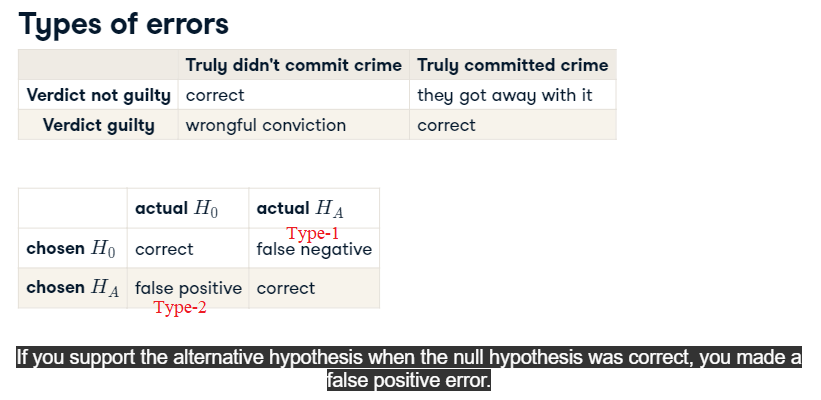 Types of errors
Truly didn't commit crime Truly committed crime
Verdict not guilty correct they got away with it
Verdict guilty wrongful conviction correct
actual H₀ actual H_A
Type-1
chosen H₀ correct false negative
chosen H_A false positive correct
Type-2
If you support the alternative hypothesis when the null hypothesis was correct, you made a
false positive error.